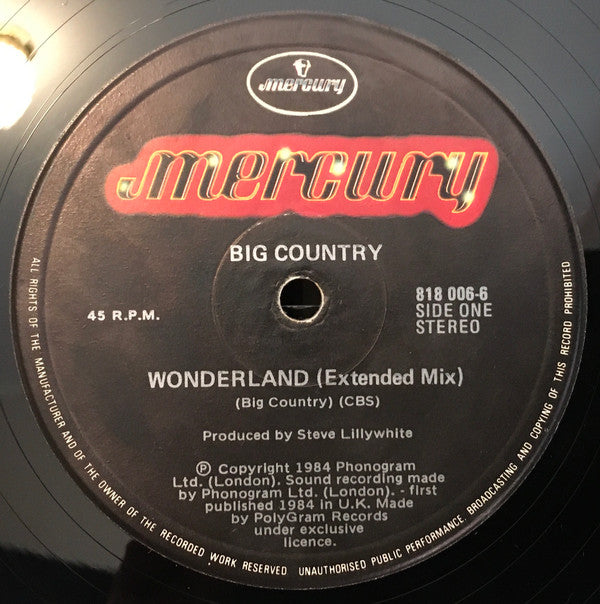 mercury
mercury
BIG COUNTRY
45 R.P.M.
818 006-6
SIDE ONE
STEREO
WONDERLAND (Extended Mix)
(Big Country) (CBS)
Produced by Steve Lillywhite
Ⓟ Copyright 1984 Phonogram
Ltd. (London). Sound recording made
by Phonogram Ltd. (London). - first
published 1984 in U.K. Made
by PolyGram Records
under exclusive
licence.
ALL RIGHTS OF THE MANUFACTURER AND OF THE OWNER OF THE RECORDED WORK RESERVED UNAUTHORISED PUBLIC PERFORMANCE, BROADCASTING AND COPYING OF THIS RECORD PROHIBITED